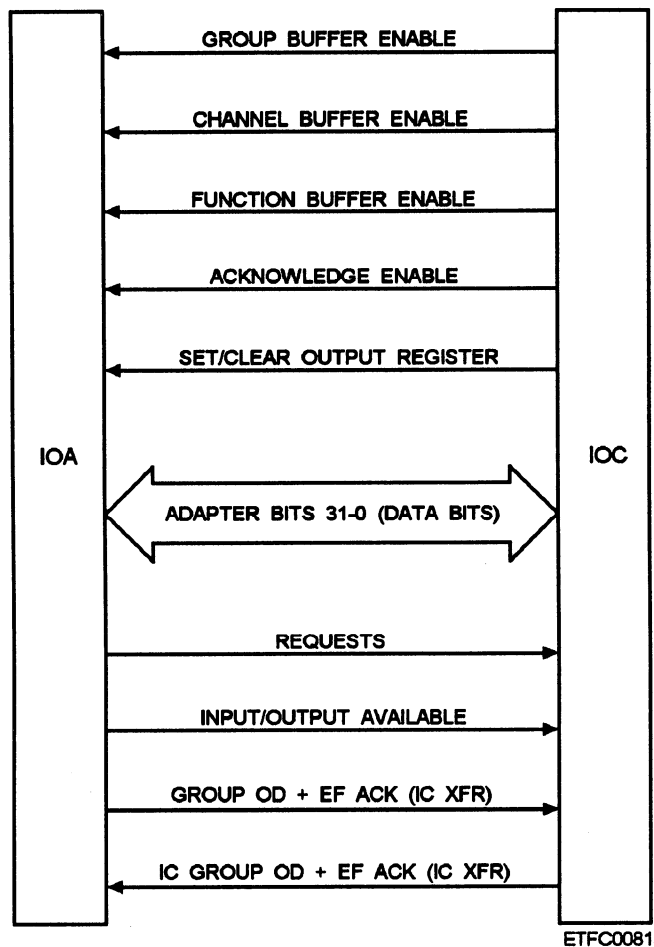 GROUP BUFFER ENABLE
CHANNEL BUFFER ENABLE
FUNCTION BUFFER ENABLE
ACKNOWLEDGE ENABLE
SET/CLEAR OUTPUT REGISTER
IOA
IOC
ADAPTER BITS 31-0 (DATA BITS)
REQUESTS
INPUT/OUTPUT AVAILABLE
GROUP OD + EF ACK (IC XFR)
IC GROUP OD + EF ACK (IC XFR)
ETFC0081